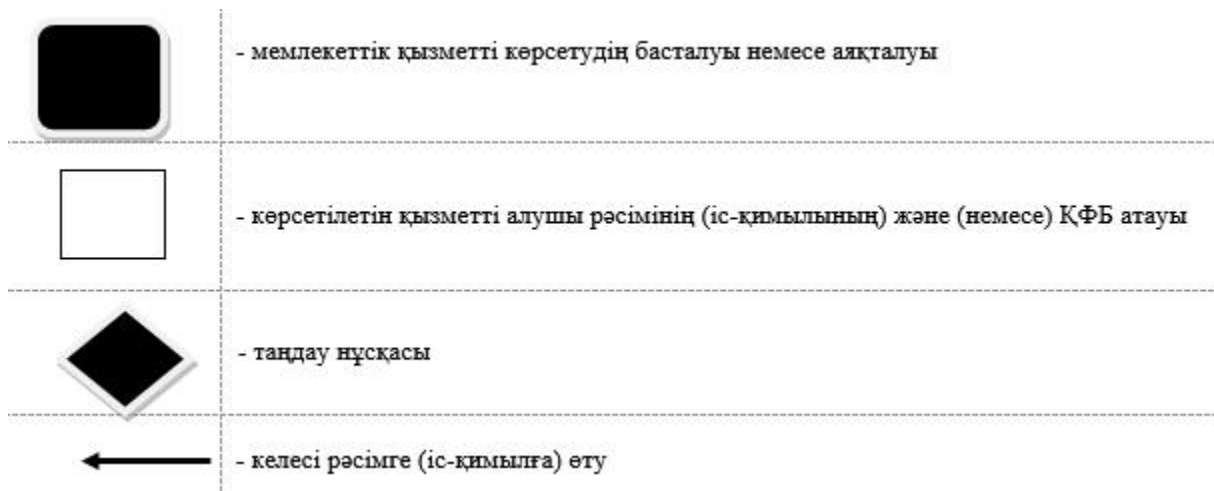 - мемлекеттік қызметті көрсетудің басталуы немесе аяқталуы
- көрсетілетін қызметті алушы рәсімінің (іс-қимылының) және (немесе) ҚФБ атауы
- таңдау нұсқасы
- келесі рәсімге (іс-қимылға) өту